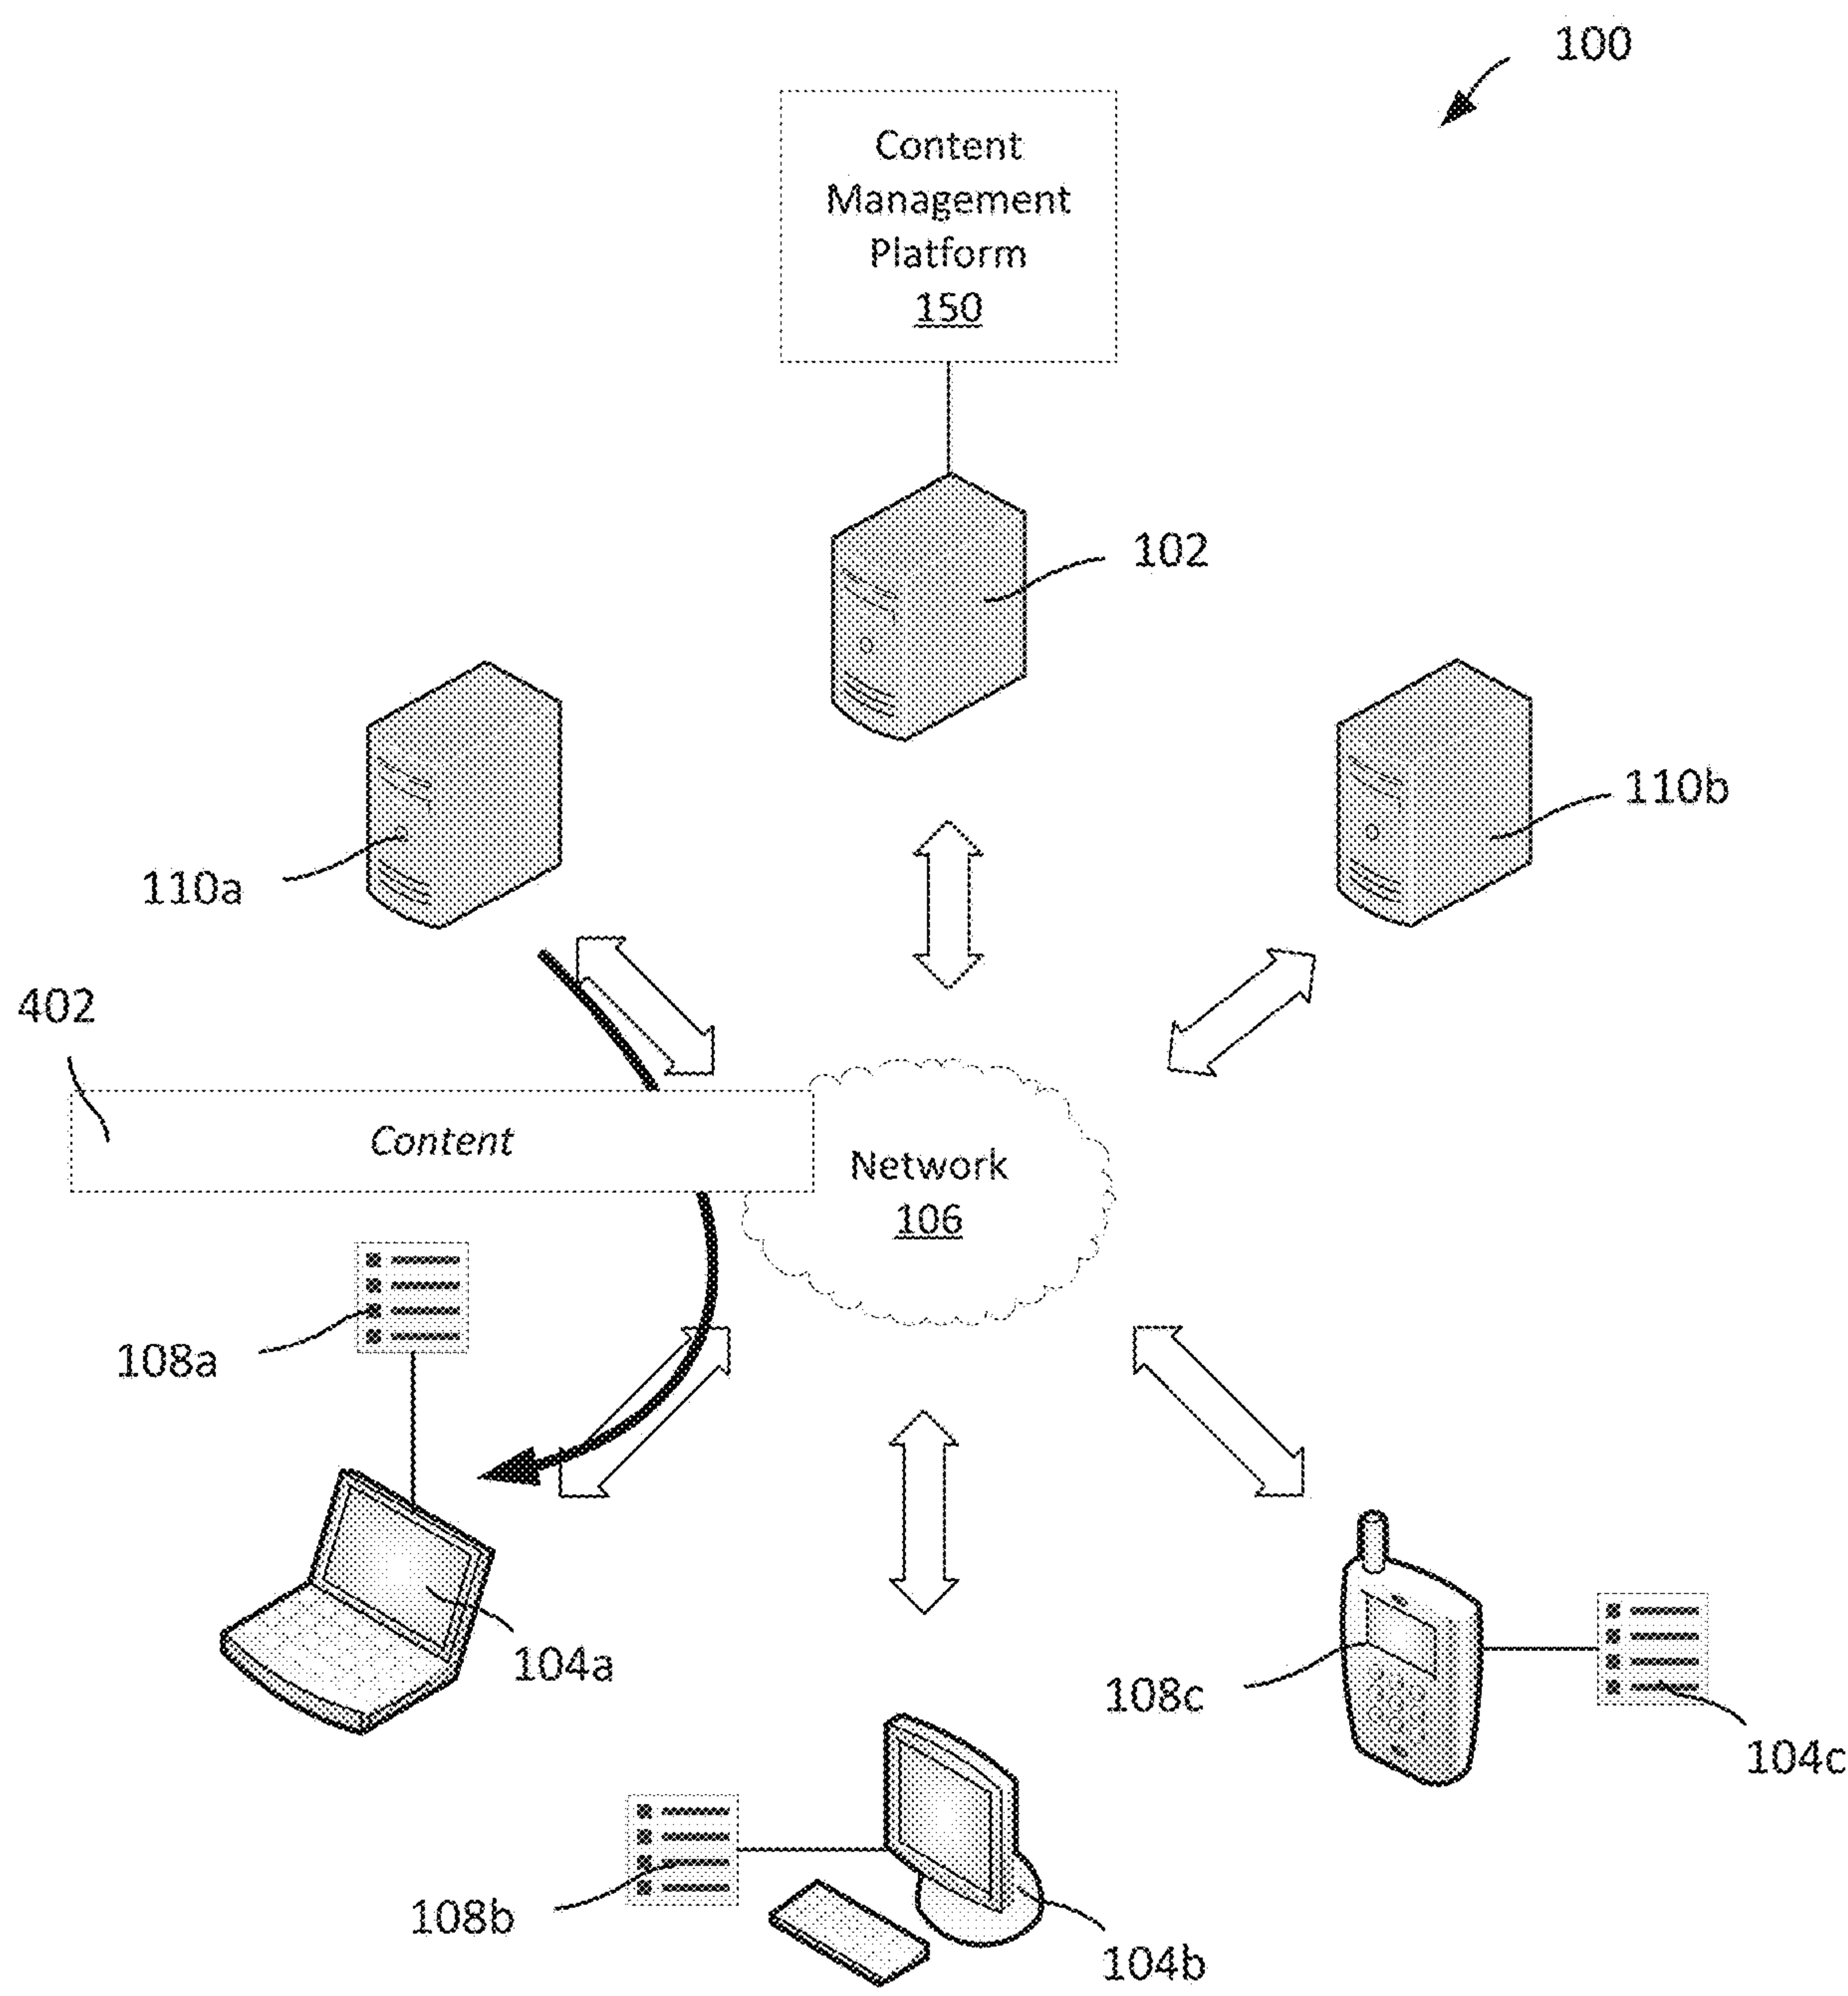 100
Content
Management
Platform
150
102
110b
110a
402
Content
Network
106
108a
104a
108c
104c
108b
104b